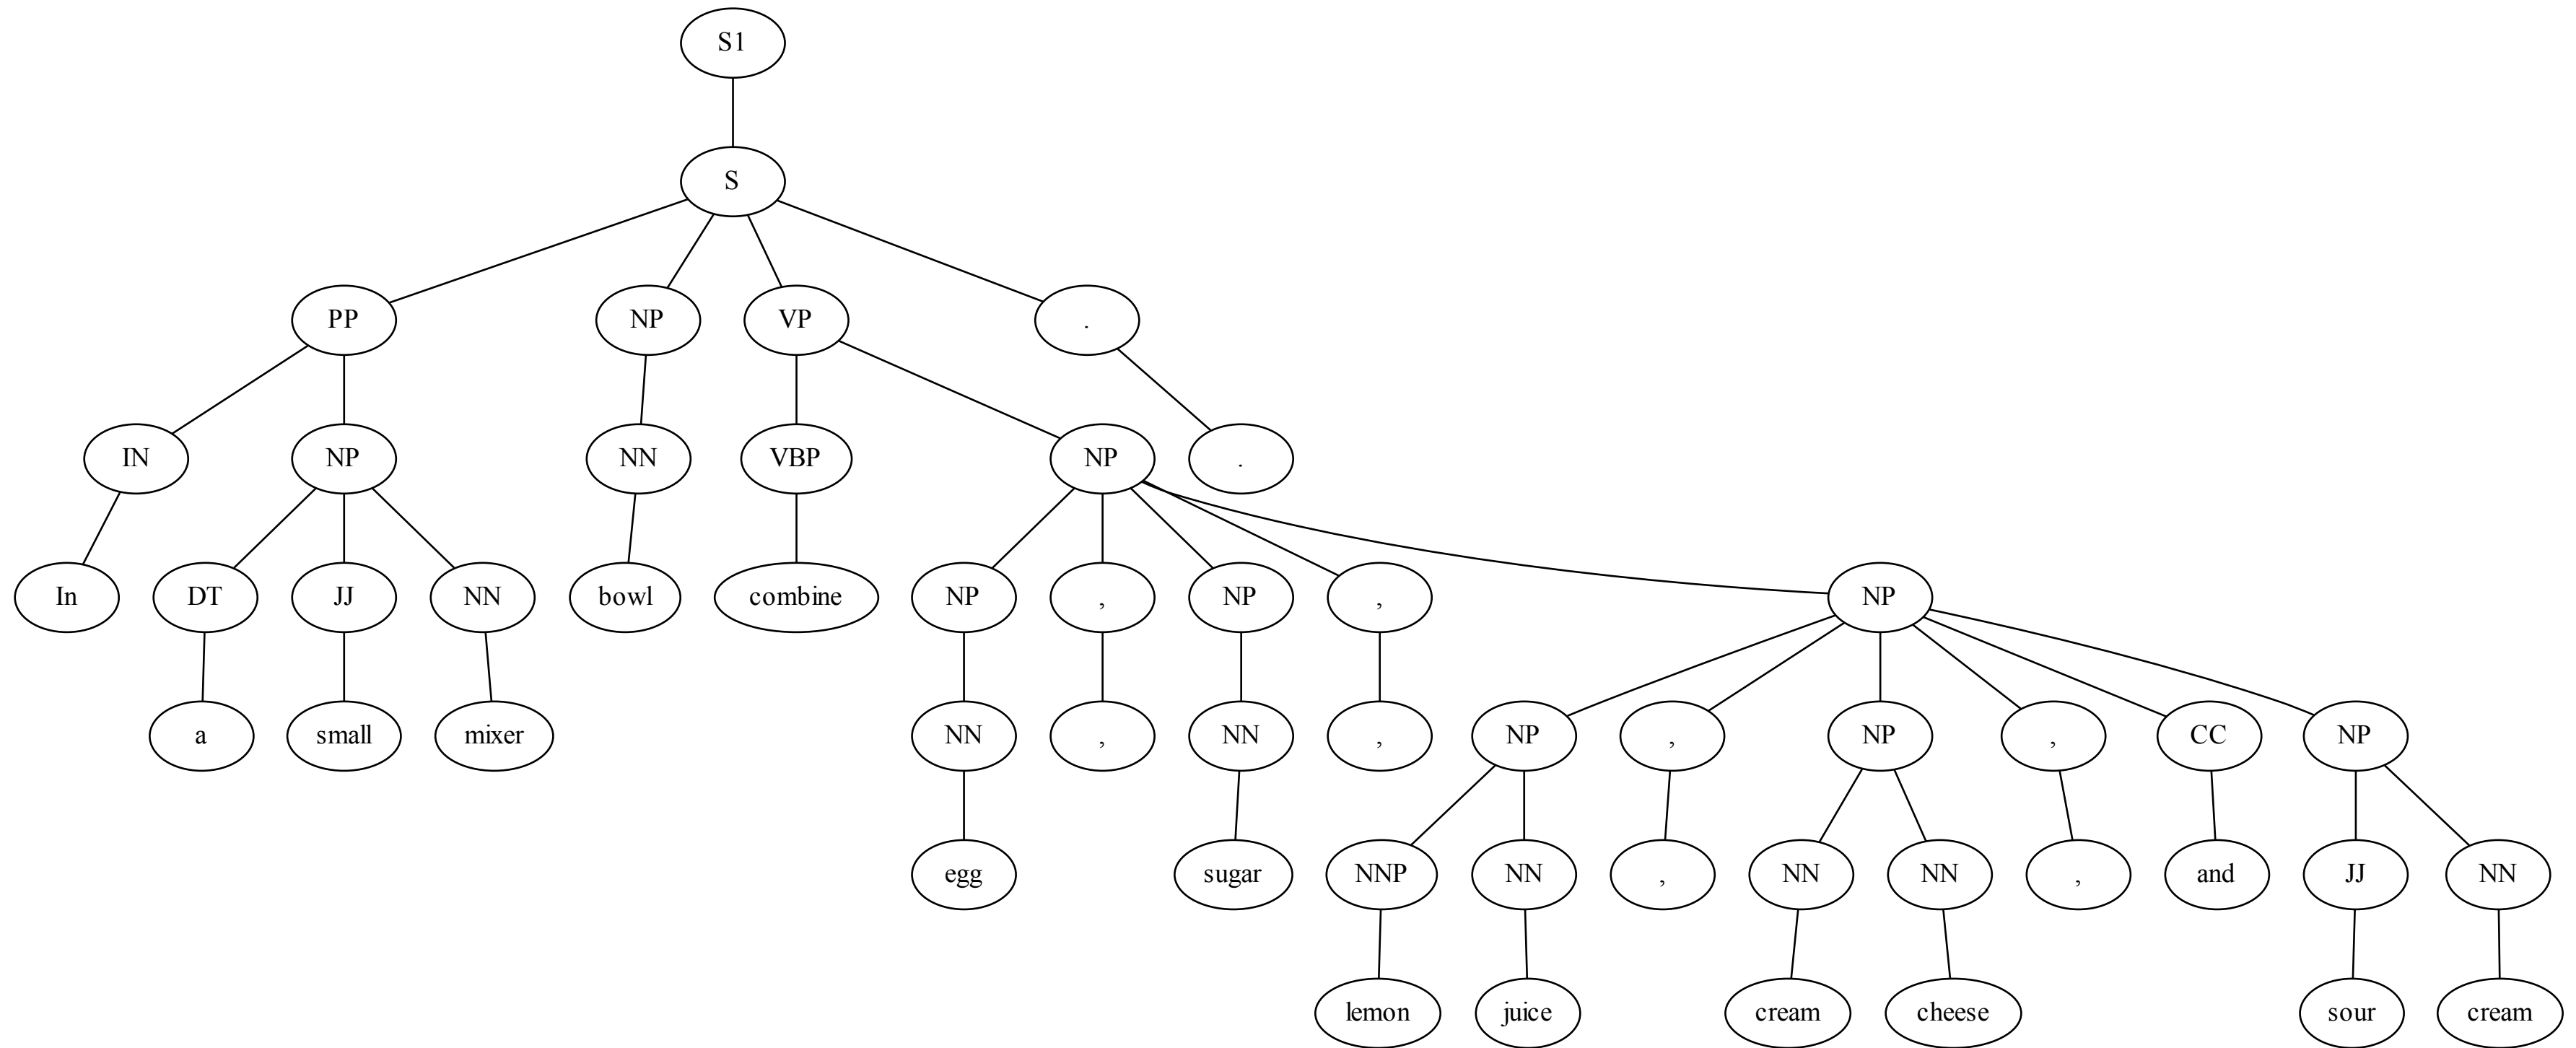 S1
S
PP NP VP .
IN NP NN VBP NP .
In DT JJ NN bowl combine NP , NP , NP
a small mixer NN , NN , NP , NP , CC NP
egg sugar NNP NN , NN NN , and JJ NN
lemon juice cream cheese sour cream